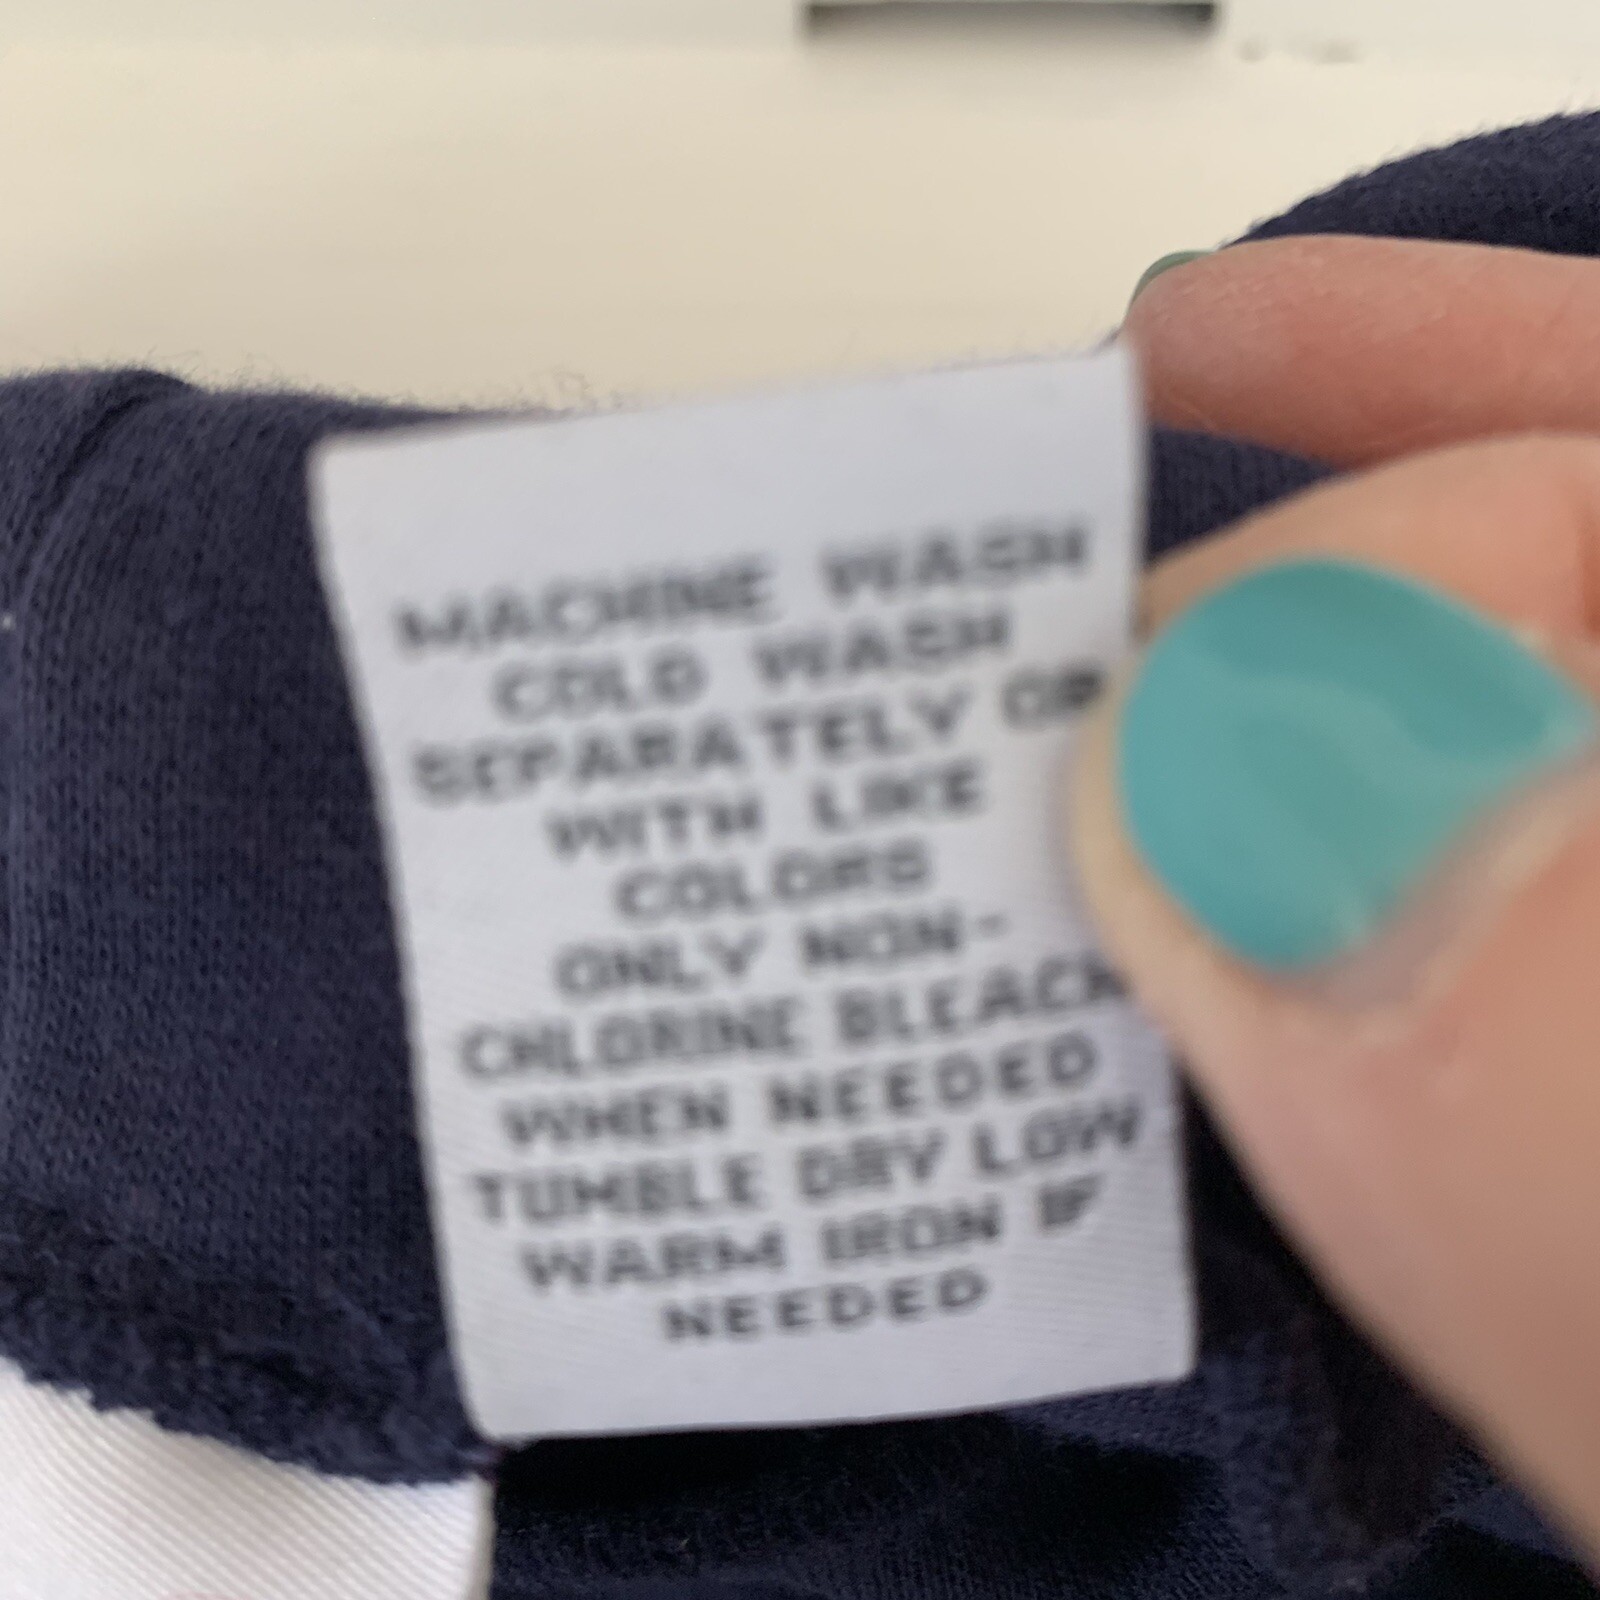 MACHINE WASH
COLD WASH
SEPARATELY OR
WITH LIKE
COLORS
ONLY NON-
CHLORINE BLEACH
WHEN NEEDED
TUMBLE DRY LOW
WARM IRON IF
NEEDED